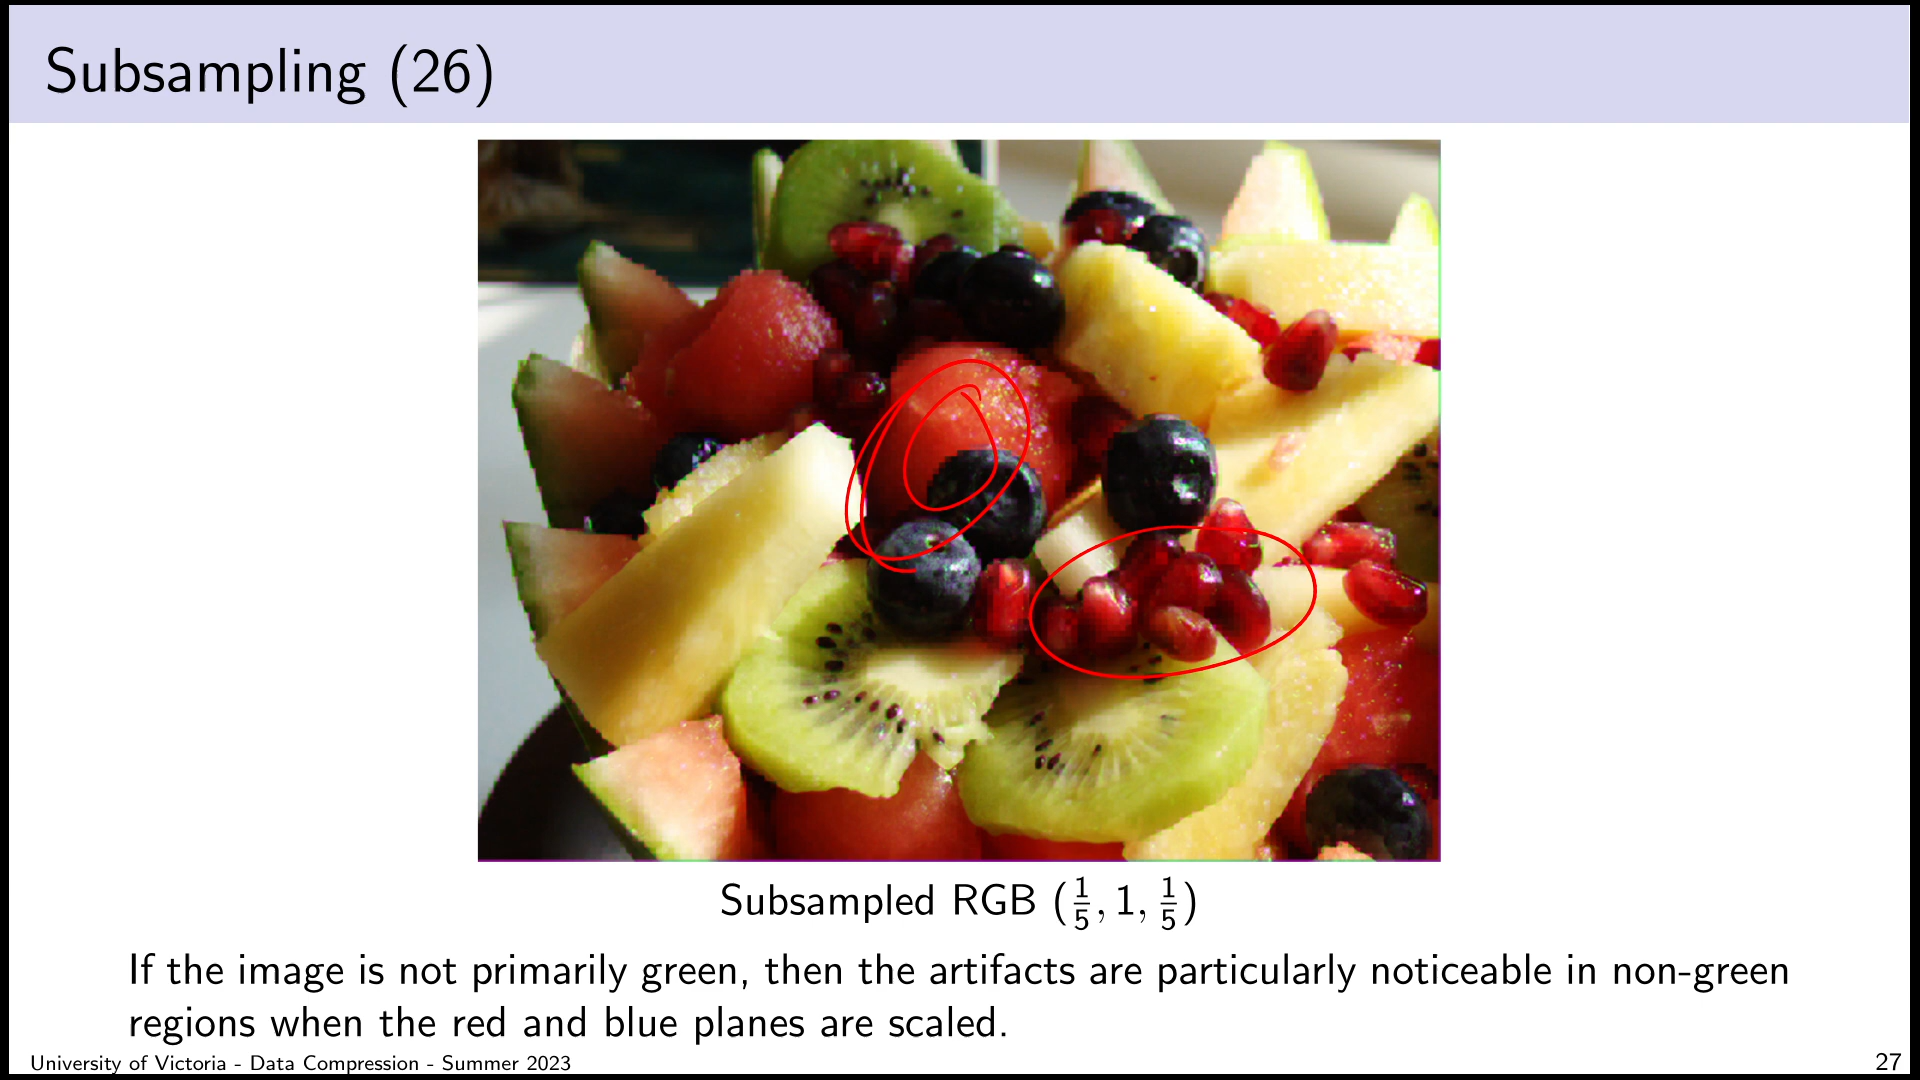 Subsampling (26)
Subsampled RGB (1/5, 1, 1/5)
If the image is not primarily green, then the artifacts are particularly noticeable in non-green
regions when the red and blue planes are scaled.
University of Victoria - Data Compression - Summer 2023
27